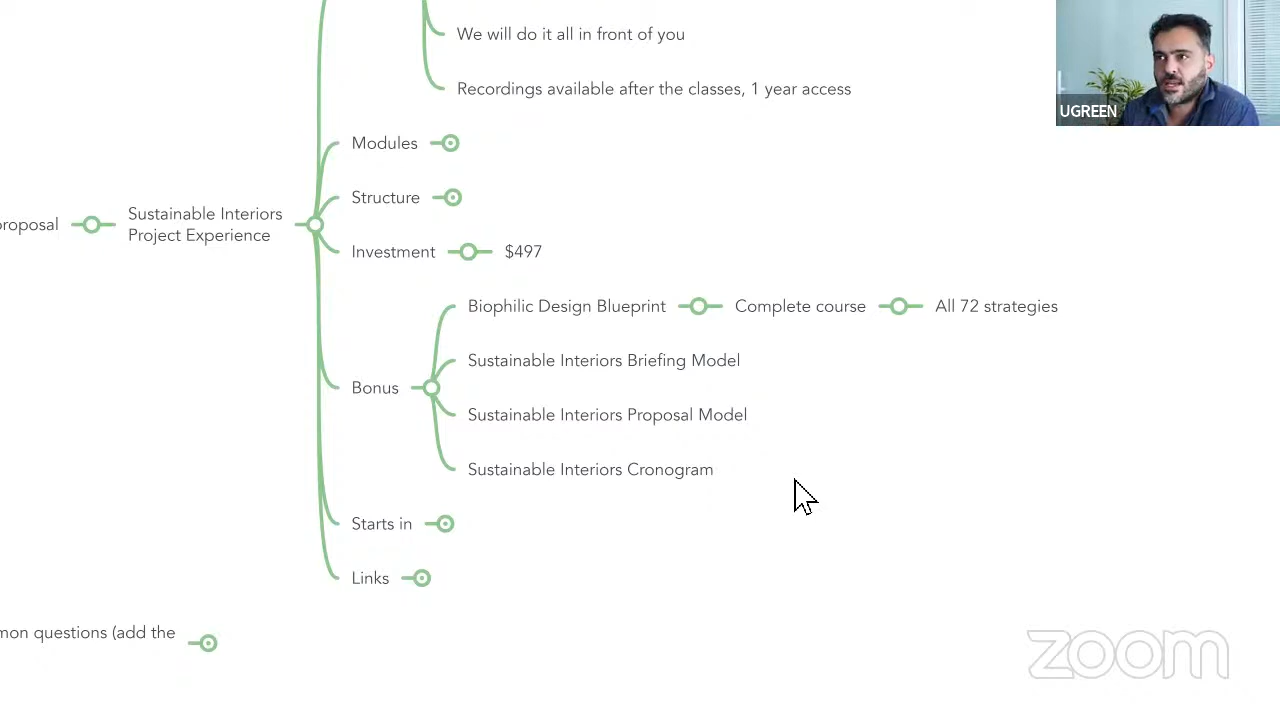 We will do it all in front of you
Recordings available after the classes, 1 year access
UGREEN
Modules
Structure
proposal
Sustainable Interiors
Project Experience
Investment
$497
Biophilic Design Blueprint
Complete course
All 72 strategies
Sustainable Interiors Briefing Model
Bonus
Sustainable Interiors Proposal Model
Sustainable Interiors Cronogram
Starts in
Links
questions (add the
zoom